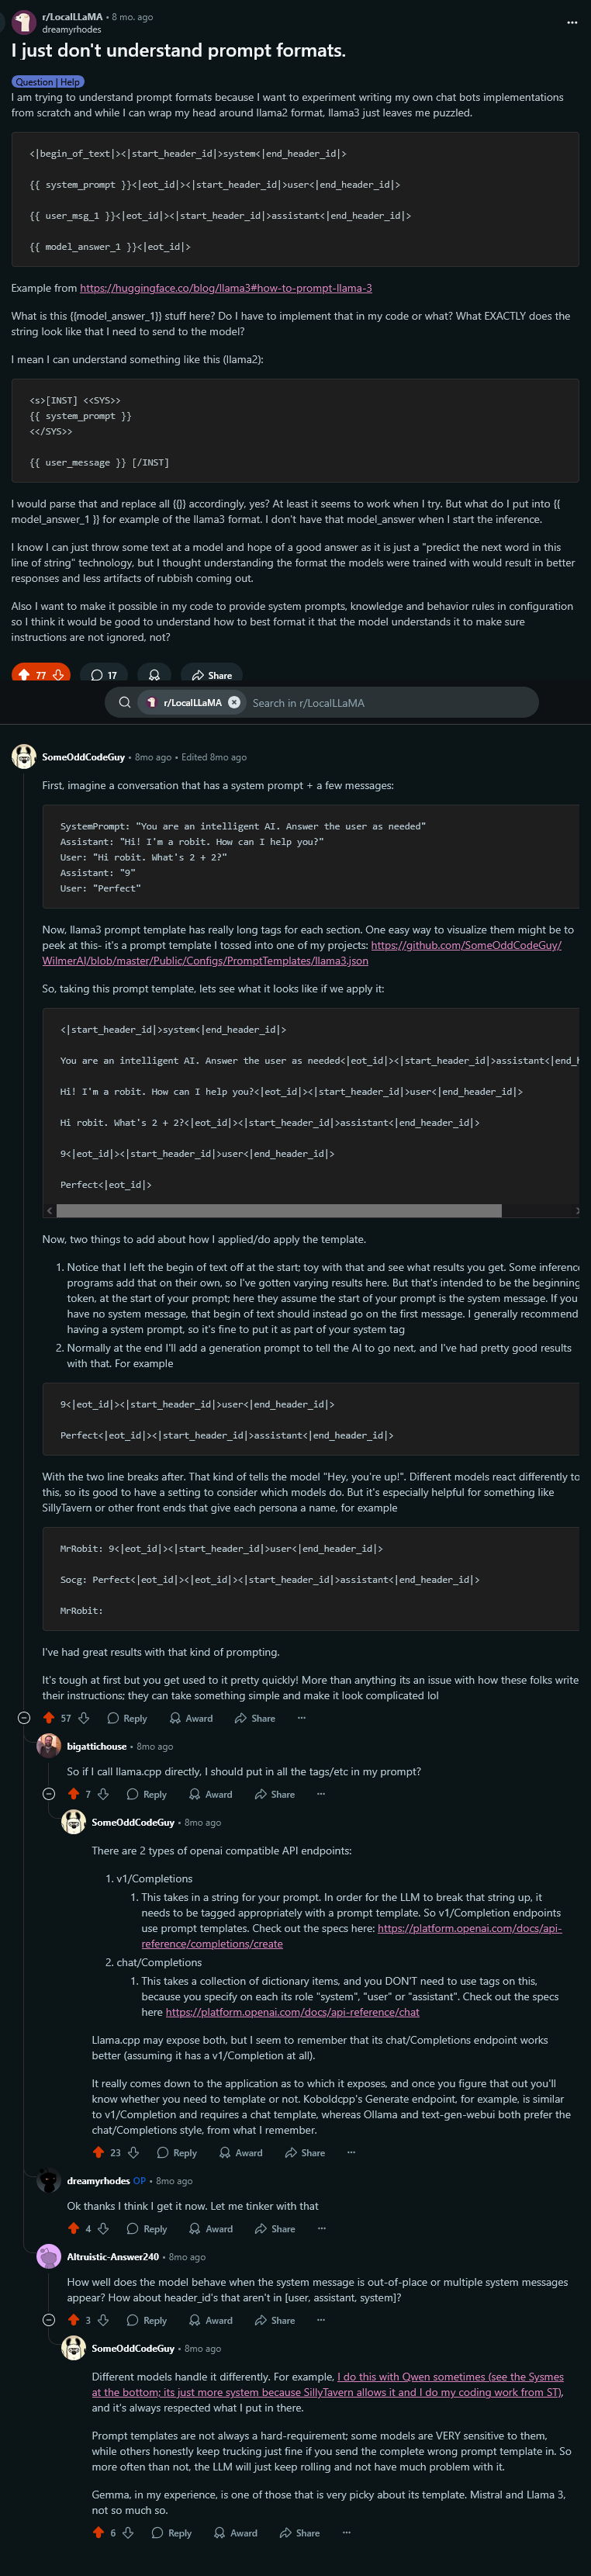 r/LocalLLaMA • 8 mo. ago
dreamyrhodes
I just don't understand prompt formats.
Question | Help
I am trying to understand prompt formats because I want to experiment writing my own chat bots implementations
from scratch and while I can wrap my head around llama2 format, llama3 just leaves me puzzled.
<|begin_of_text|><|start_header_id|>system<|end_header_id|>
{{ system_prompt }}<|eot_id|><|start_header_id|>user<|end_header_id|>
{{ user_msg_1 }}<|eot_id|><|start_header_id|>assistant<|end_header_id|>
{{ model_answer_1 }}<|eot_id|>
Example from https://huggingface.co/blog/llama3#how-to-prompt-llama-3
What is this {{model_answer_1}} stuff here? Do I have to implement that in my code or what? What EXACTLY does the
string look like that I need to send to the model?
I mean I can understand something like this (llama2):
<s>[INST] <<SYS>>
{{ system_prompt }}
<</SYS>>
{{ user_message }} [/INST]
I would parse that and replace all {{}} accordingly, yes? At least it seems to work when I try. But what do I put into {{
model_answer_1 }} for example of the llama3 format. I don't have that model_answer when I start the inference.
I know I can just throw some text at a model and hope of a good answer as it is just a "predict the next word in this
line of string" technology, but I thought understanding the format the models were trained with would result in better
responses and less artifacts of rubbish coming out.
Also I want to make it possible in my code to provide system prompts, knowledge and behavior rules in configuration
so I think it would be good to understand how to best format it that the model understands it to make sure
instructions are not ignored, not?
77 17 Share
r/LocalLLaMA Search in r/LocalLLaMA
SomeOddCodeGuy • 8mo ago • Edited 8mo ago
First, imagine a conversation that has a system prompt + a few messages:
SystemPrompt: "You are an intelligent AI. Answer the user as needed"
Assistant: "Hi! I'm a robit. How can I help you?"
User: "Hi robit. What's 2 + 2?"
Assistant: "9"
User: "Perfect"
Now, llama3 prompt template has really long tags for each section. One easy way to visualize them might be to
peek at this- it's a prompt template I tossed into one of my projects: https://github.com/SomeOddCodeGuy/
WilmerAI/blob/master/Public/Configs/PromptTemplates/llama3.json
So, taking this prompt template, lets see what it looks like if we apply it:
<|start_header_id|>system<|end_header_id|>
You are an intelligent AI. Answer the user as needed<|eot_id|><|start_header_id|>assistant<|end_h
Hi! I'm a robit. How can I help you?<|eot_id|><|start_header_id|>user<|end_header_id|>
Hi robit. What's 2 + 2?<|eot_id|><|start_header_id|>assistant<|end_header_id|>
9<|eot_id|><|start_header_id|>user<|end_header_id|>
Perfect<|eot_id|>
Now, two things to add about how I applied/do apply the template.
1. Notice that I left the begin of text off at the start; toy with that and see what results you get. Some inference
programs add that on their own, so I've gotten varying results here. But that's intended to be the beginning
token, at the start of your prompt; here they assume the start of your prompt is the system message. If you
have no system message, that begin of text should instead go on the first message. I generally recommend
having a system prompt, so it's fine to put it as part of your system tag
2. Normally at the end I'll add a generation prompt to tell the AI to go next, and I've had pretty good results
with that. For example
9<|eot_id|><|start_header_id|>user<|end_header_id|>
Perfect<|eot_id|><|start_header_id|>assistant<|end_header_id|>
With the two line breaks after. That kind of tells the model "Hey, you're up!". Different models react differently to
this, so its good to have a setting to consider which models do. But it's especially helpful for something like
SillyTavern or other front ends that give each persona a name, for example
MrRobit: 9<|eot_id|><|start_header_id|>user<|end_header_id|>
Socg: Perfect<|eot_id|><|eot_id|><|start_header_id|>assistant<|end_header_id|>
MrRobit:
I've had great results with that kind of prompting.
It's tough at first but you get used to it pretty quickly! More than anything its an issue with how these folks write
their instructions; they can take something simple and make it look complicated lol
57 Reply Award Share
bigattichouse • 8mo ago
So if I call llama.cpp directly, I should put in all the tags/etc in my prompt?
7 Reply Award Share
SomeOddCodeGuy • 8mo ago
There are 2 types of openai compatible API endpoints:
1. v1/Completions
1. This takes in a string for your prompt. In order for the LLM to break that string up, it
needs to be tagged appropriately with a prompt template. So v1/Completion endpoints
use prompt templates. Check out the specs here: https://platform.openai.com/docs/api-
reference/completions/create
2. chat/Completions
1. This takes a collection of dictionary items, and you DON'T need to use tags on this,
because you specify on each its role "system", "user" or "assistant". Check out the specs
here https://platform.openai.com/docs/api-reference/chat
Llama.cpp may expose both, but I seem to remember that its chat/Completions endpoint works
better (assuming it has a v1/Completion at all).
It really comes down to the application as to which it exposes, and once you figure that out you'll
know whether you need to template or not. Koboldcpp's Generate endpoint, for example, is similar
to v1/Completion and requires a chat template, whereas Ollama and text-gen-webui both prefer the
chat/Completions style, from what I remember.
23 Reply Award Share
dreamyrhodes OP • 8mo ago
Ok thanks I think I get it now. Let me tinker with that
4 Reply Award Share
Altruistic-Answer240 • 8mo ago
How well does the model behave when the system message is out-of-place or multiple system messages
appear? How about header_id's that aren't in [user, assistant, system]?
3 Reply Award Share
SomeOddCodeGuy • 8mo ago
Different models handle it differently. For example, I do this with Qwen sometimes (see the Sysmes
at the bottom; its just more system because SillyTavern allows it and I do my coding work from ST),
and it's always respected what I put in there.
Prompt templates are not always a hard-requirement; some models are VERY sensitive to them,
while others honestly keep trucking just fine if you send the complete wrong prompt template in. So
more often than not, the LLM will just keep rolling and not have much problem with it.
Gemma, in my experience, is one of those that is very picky about its template. Mistral and Llama 3,
not so much so.
6 Reply Award Share